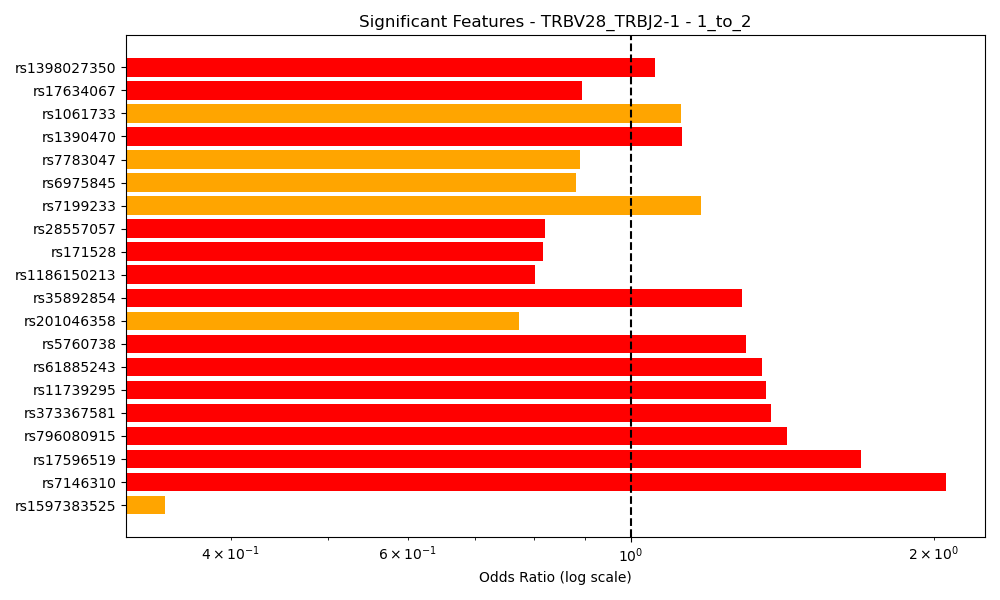 Significant Features - TRBV28_TRBJ2-1 - 1_to_2
rs1398027350
rs17634067
rs1061733
rs1390470
rs7783047
rs6975845
rs7199233
rs28557057
rs171528
rs1186150213
rs35892854
rs201046358
rs5760738
rs61885243
rs11739295
rs373367581
rs796080915
rs17596519
rs7146310
rs1597383525
4 × 10⁻¹ 6 × 10⁻¹ 10⁰ 2 × 10⁰
Odds Ratio (log scale)